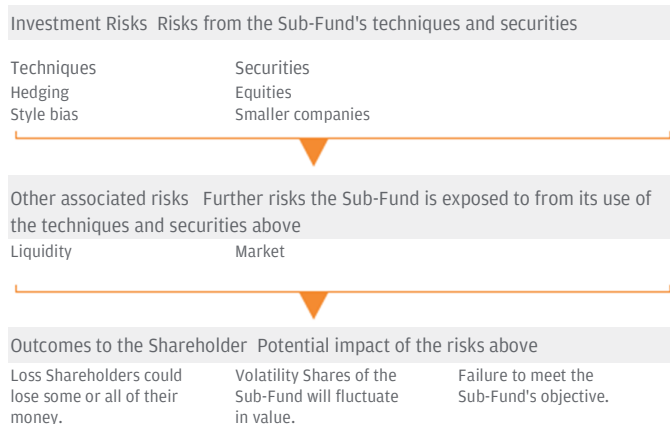 Investment Risks Risks from the Sub-Fund's techniques and securities
Techniques Securities
Hedging Equities
Style bias Smaller companies
Other associated risks Further risks the Sub-Fund is exposed to from its use of
the techniques and securities above
Liquidity Market
Outcomes to the Shareholder Potential impact of the risks above
Loss Shareholders could
lose some or all of their
money.
Volatility Shares of the
Sub-Fund will fluctuate
in value.
Failure to meet the
Sub-Fund's objective.